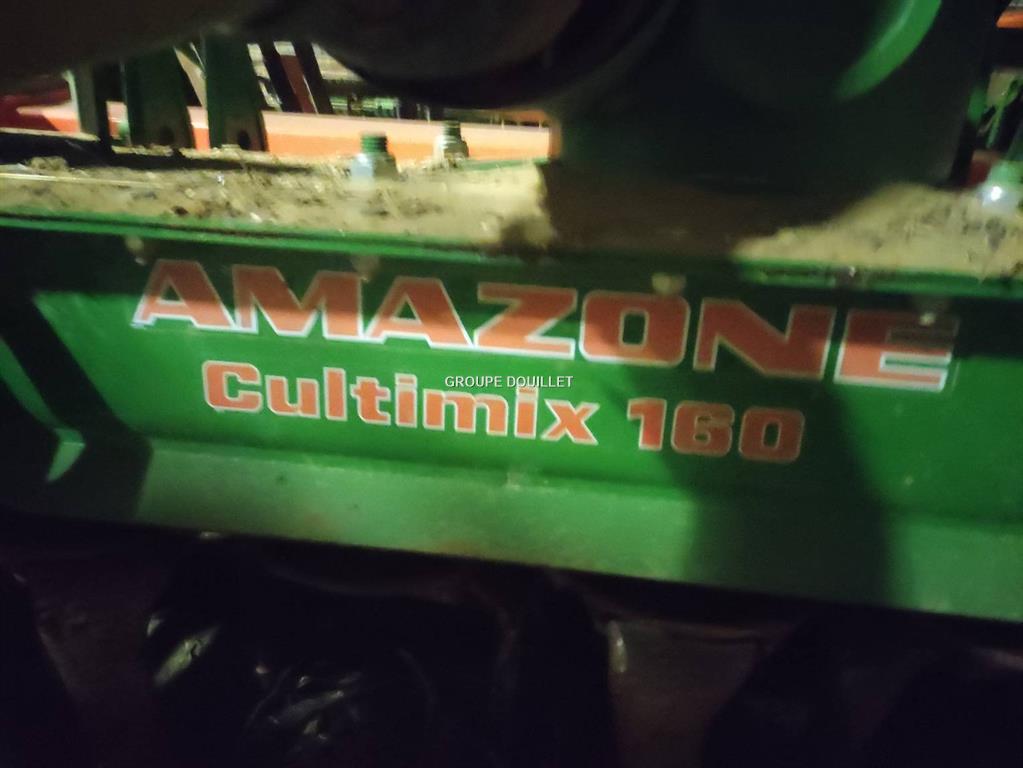 AMAZONE
GROUPE DOUILLET
Cultimix 160